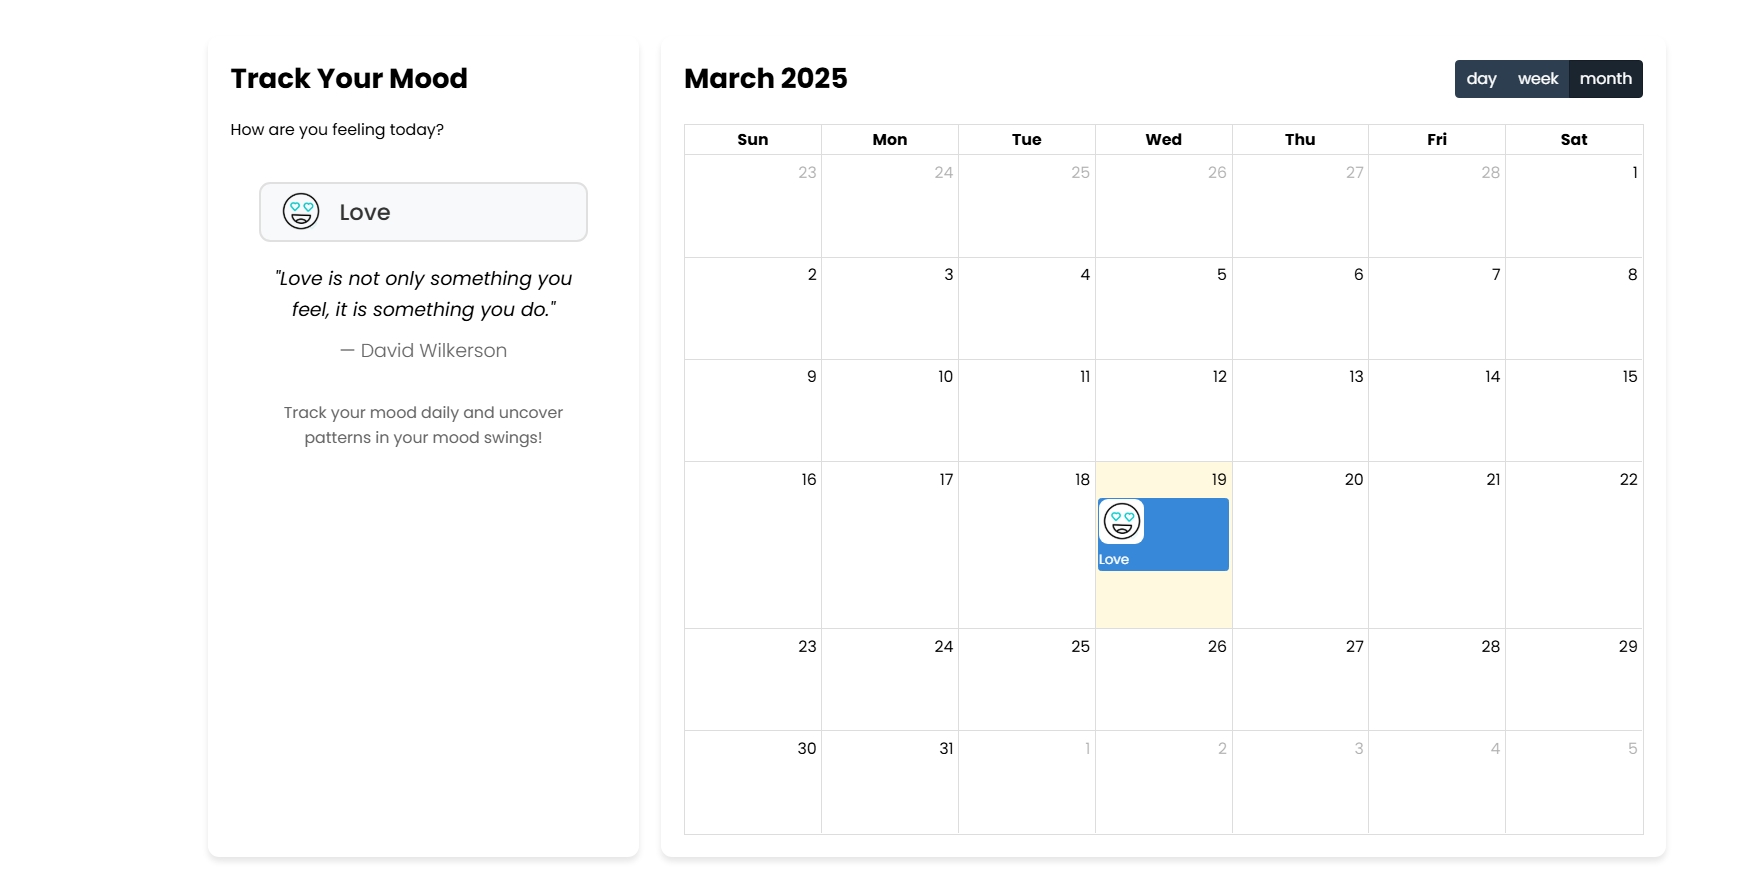 Track Your Mood
How are you feeling today?
Love
"Love is not only something you
feel, it is something you do."
— David Wilkerson
Track your mood daily and uncover
patterns in your mood swings!
March 2025
day week month
Sun Mon Tue Wed Thu Fri Sat
23 24 25 26 27 28 1
2 3 4 5 6 7 8
9 10 11 12 13 14 15
16 17 18 19 20 21 22
Love
23 24 25 26 27 28 29
30 31 1 2 3 4 5